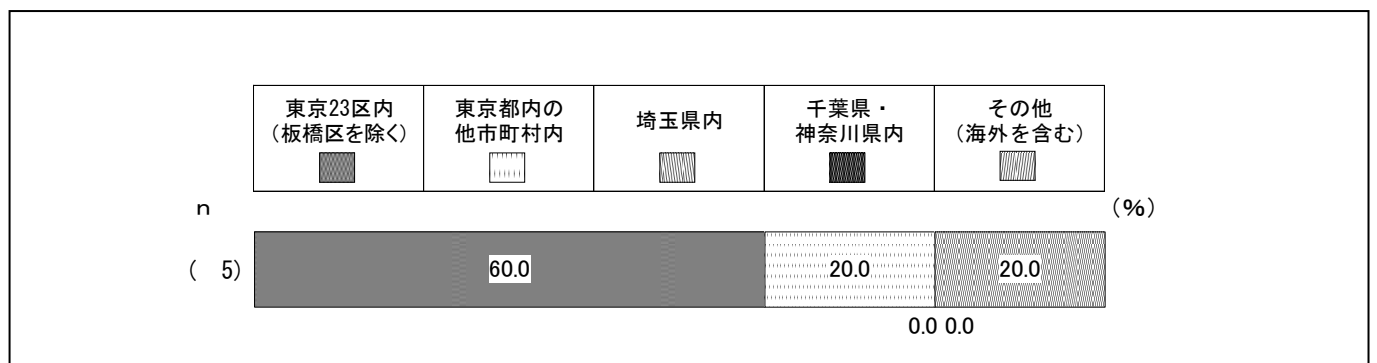 東京23区内
（板橋区を除く）
東京都内の
他市町村内
埼玉県内
千葉県・
神奈川県内
その他
（海外を含む）
n
（%）
( 5)
60.0
20.0
20.0
0.0 0.0